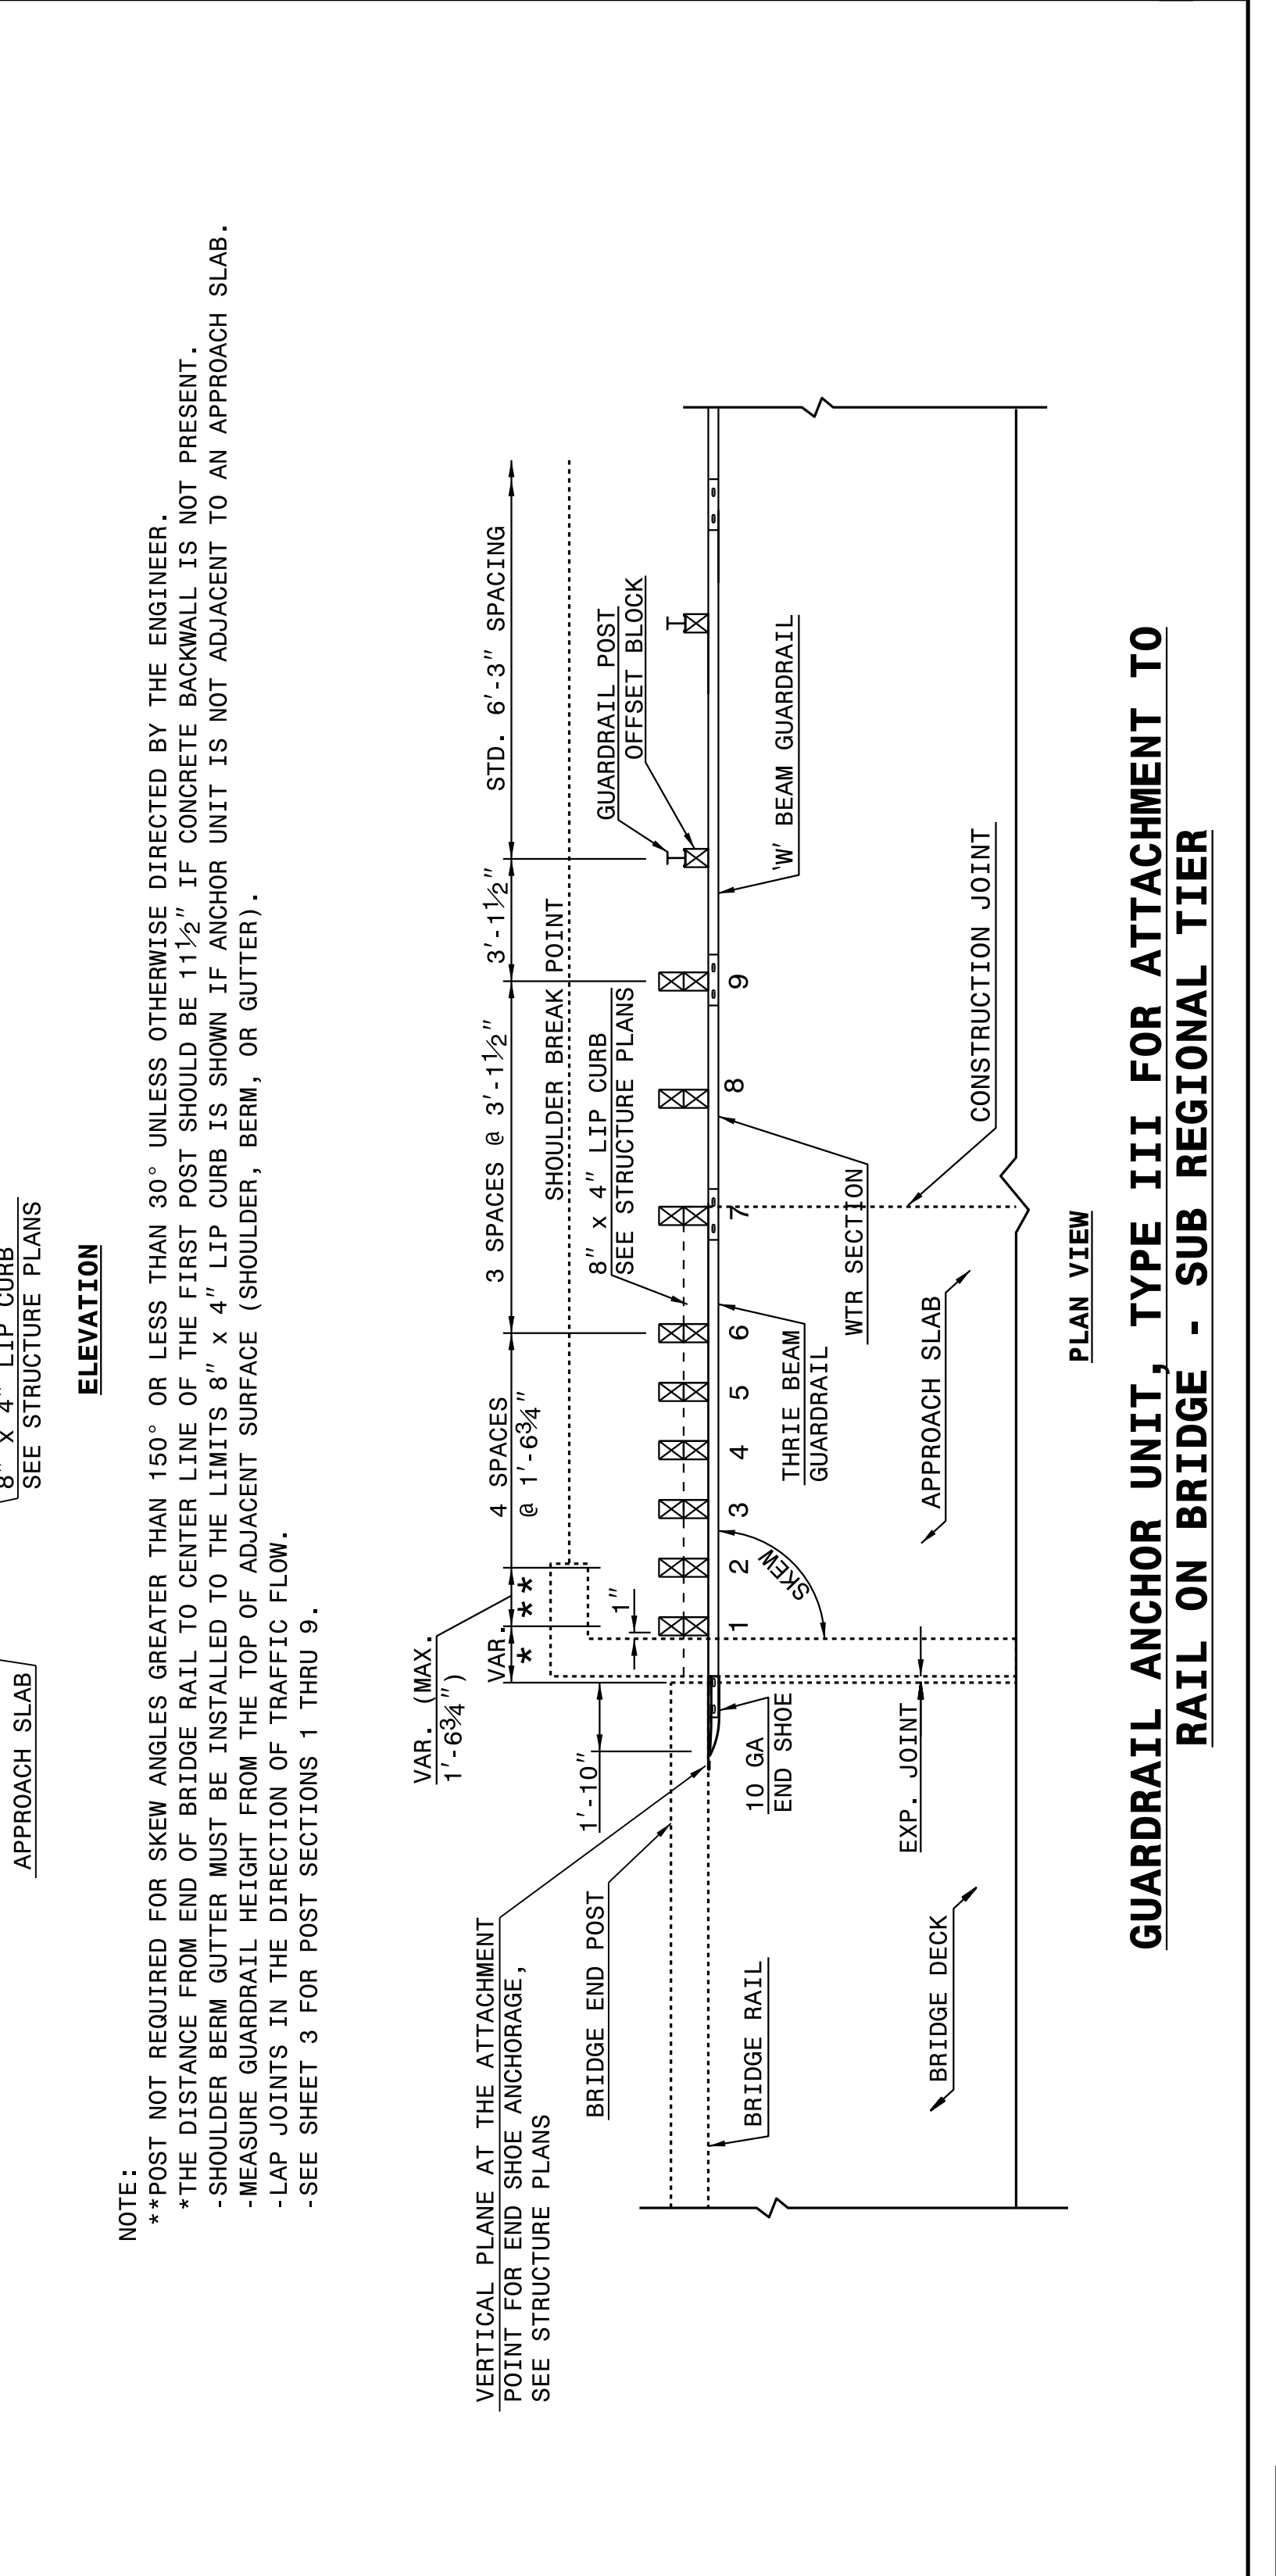 8" x 4" LIP CURB
SEE STRUCTURE PLANS
APPROACH SLAB
ELEVATION
NOTE:
**POST NOT REQUIRED FOR SKEW ANGLES GREATER THAN 150° OR LESS THAN 30° UNLESS OTHERWISE DIRECTED BY THE ENGINEER.
*THE DISTANCE FROM END OF BRIDGE RAIL TO CENTER LINE OF THE FIRST POST SHOULD BE 11½" IF CONCRETE BACKWALL IS NOT PRESENT.
-SHOULDER BERM GUTTER MUST BE INSTALLED TO THE LIMITS 8" x 4" LIP CURB IS SHOWN IF ANCHOR UNIT IS NOT ADJACENT TO AN APPROACH SLAB.
-MEASURE GUARDRAIL HEIGHT FROM THE TOP OF ADJACENT SURFACE (SHOULDER, BERM, OR GUTTER).
-LAP JOINTS IN THE DIRECTION OF TRAFFIC FLOW.
-SEE SHEET 3 FOR POST SECTIONS 1 THRU 9.
VAR. (MAX.
1'-6¾")
VAR.
*
**
4 SPACES
@ 1'-6¾"
3 SPACES @ 3'-1½"
3'-1½"
STD. 6'-3" SPACING
VERTICAL PLANE AT THE ATTACHMENT
POINT FOR END SHOE ANCHORAGE,
SEE STRUCTURE PLANS
1'-10"
1"
SHOULDER BREAK POINT
8" x 4" LIP CURB
SEE STRUCTURE PLANS
GUARDRAIL POST
OFFSET BLOCK
BRIDGE END POST
1
2
3
4
5
6
7
8
9
BRIDGE RAIL
10 GA
END SHOE
SKEW
THRIE BEAM
GUARDRAIL
WTR SECTION
'W' BEAM GUARDRAIL
EXP. JOINT
BRIDGE DECK
APPROACH SLAB
CONSTRUCTION JOINT
PLAN VIEW
GUARDRAIL ANCHOR UNIT, TYPE III FOR ATTACHMENT TO
RAIL ON BRIDGE - SUB REGIONAL TIER